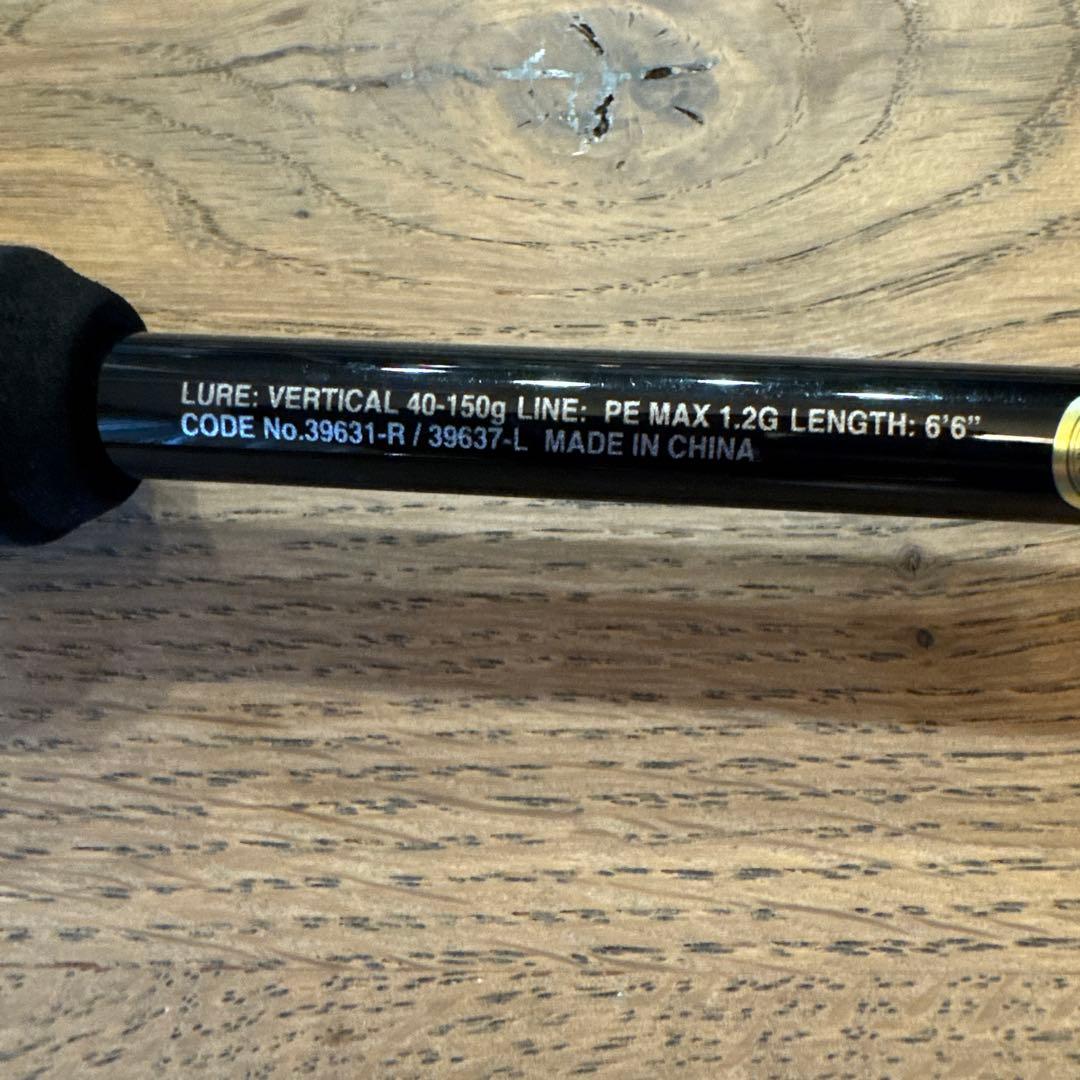 LURE: VERTICAL 40-150g LINE: PE MAX 1.2G LENGTH: 6'6"
CODE No.39631-R / 39637-L MADE IN CHINA